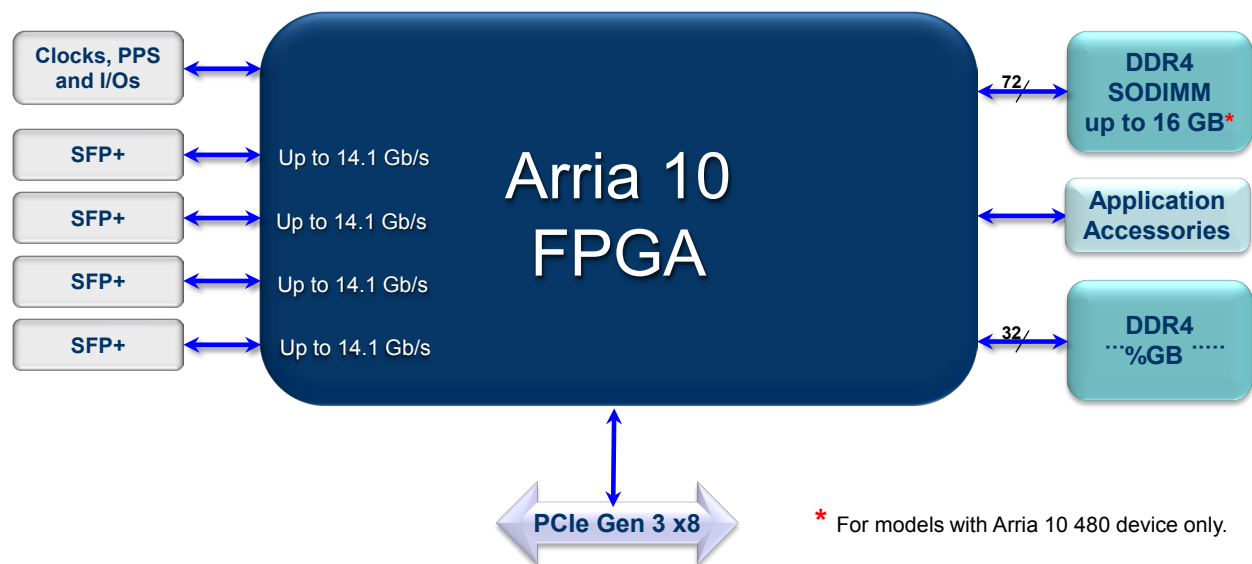 Clocks, PPS
and I/Os
SFP+
SFP+
SFP+
SFP+
Up to 14.1 Gb/s
Up to 14.1 Gb/s
Up to 14.1 Gb/s
Up to 14.1 Gb/s
Arria 10
FPGA
72
DDR4
SODIMM
up to 16 GB*
Application
Accessories
32
DDR4
%GB
PCIe Gen 3 x8
* For models with Arria 10 480 device only.